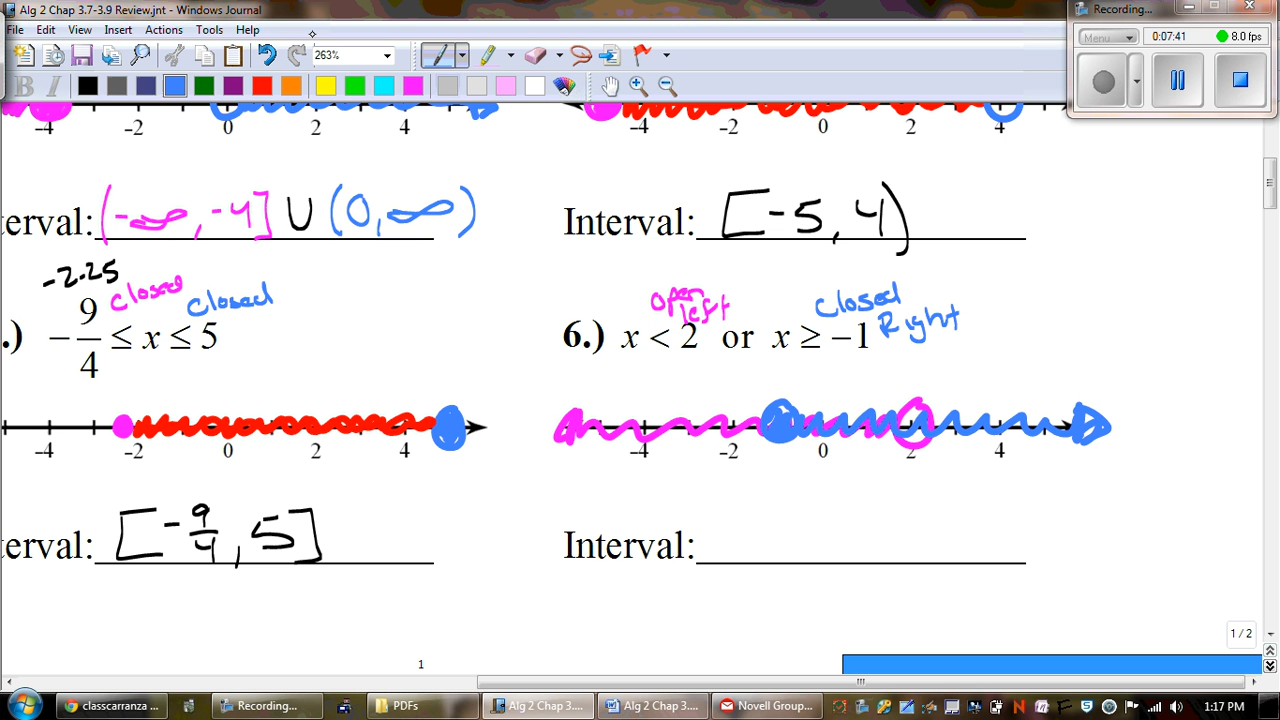 Alg 2 Chap 3.7-3.9 Review.jnt - Windows Journal
Recording...
File Edit View Insert Actions Tools Help
Menu 0:07:41 8.0 fps
263%
B I
-4 -2 0 2 4
-4 -2 0 2 4
terval: (-∞, -4] U (0, ∞)
Interval: [-5, 4)
-2.25 closed closed
.) -9/4 ≤ x ≤ 5
open left closed Right
6.) x < 2 or x ≥ -1
-4 -2 0 2 4
-4 -2 0 2 4
terval: [-9/4, 5]
Interval:
1 / 2
1
classcarranza ... Recording... PDFs Alg 2 Chap 3.... Alg 2 Chap 3.... Novell Group... 1:17 PM